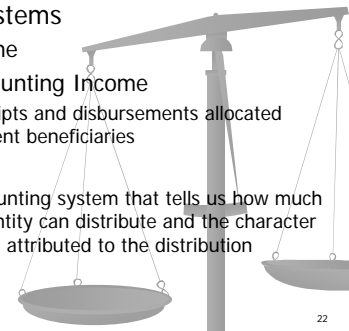 stems
ne
unting Income
ipts and disbursements allocated
ent beneficiaries
unting system that tells us how much
ntity can distribute and the character
attributed to the distribution
22